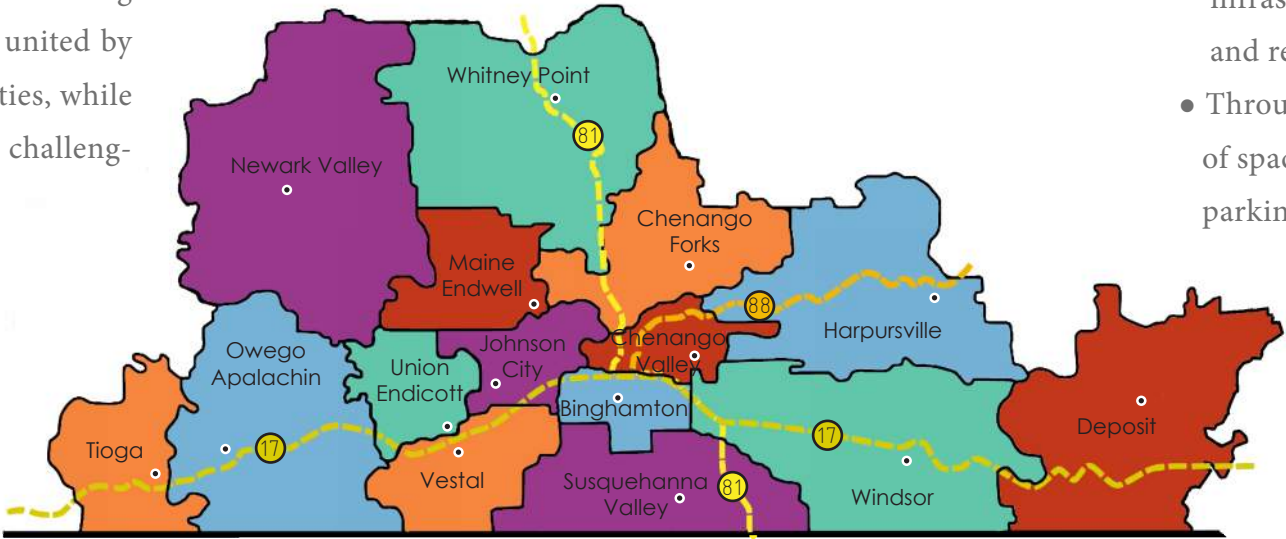 united by
ties, while
challeng-
and re
• Throu
of spac
parkin
Whitney Point
81
Newark Valley
Chenango
Forks
Maine
Endwell
88
Harpursville
Chenango
Valley
Johnson
City
Owego
Apalachin
Union
Endicott
Binghamton
Deposit
17
17
Tioga
Vestal
Susquehanna
Valley
81
Windsor